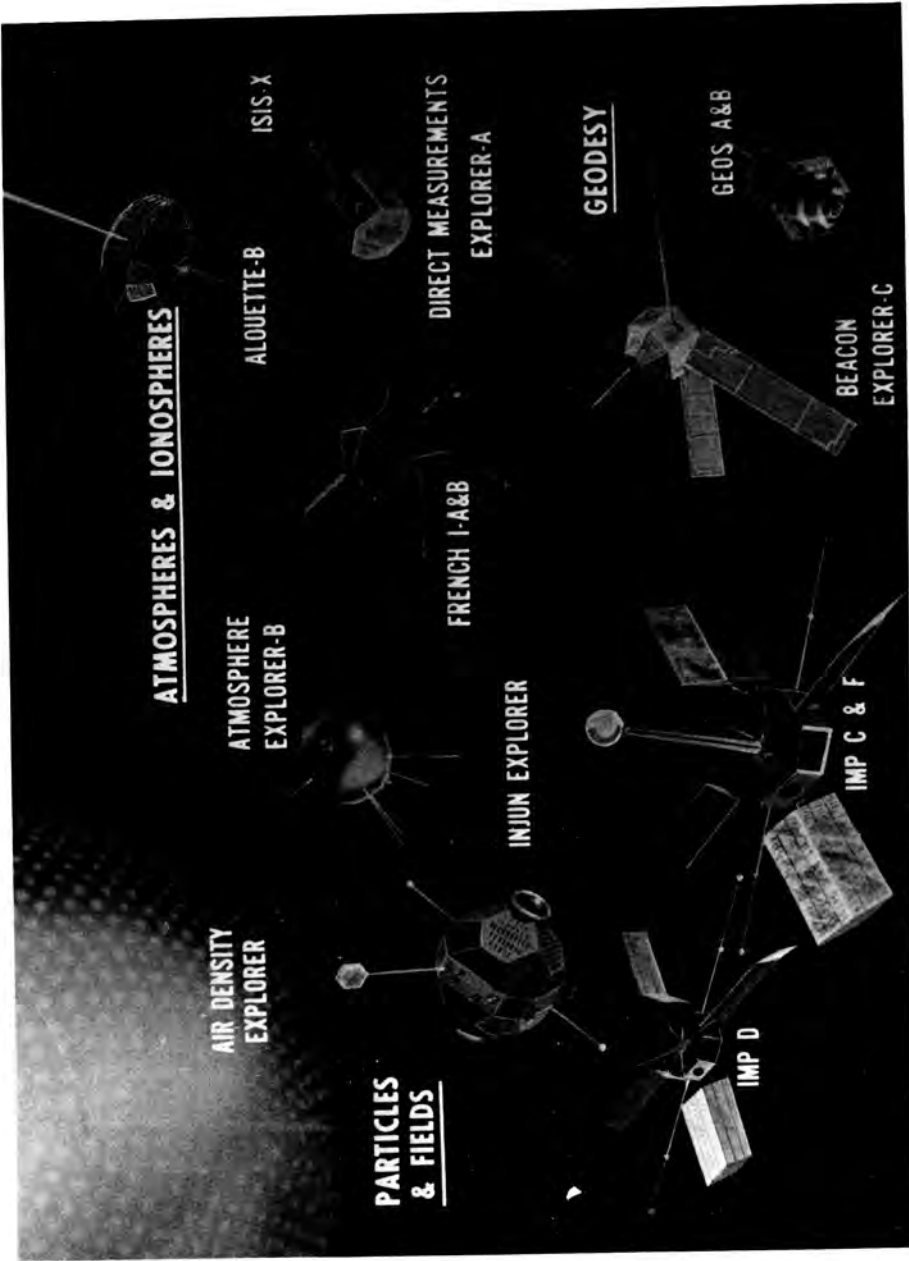 ATMOSPHERES & IONOSPHERES
AIR DENSITY
EXPLORER
ATMOSPHERE
EXPLORER-B
ALOUETTE-B
ISIS-X
FRENCH I-A&B
DIRECT MEASUREMENTS
EXPLORER-A
PARTICLES
& FIELDS
INJUN EXPLORER
IMP D
IMP C & F
GEODESY
BEACON
EXPLORER-C
GEOS A&B